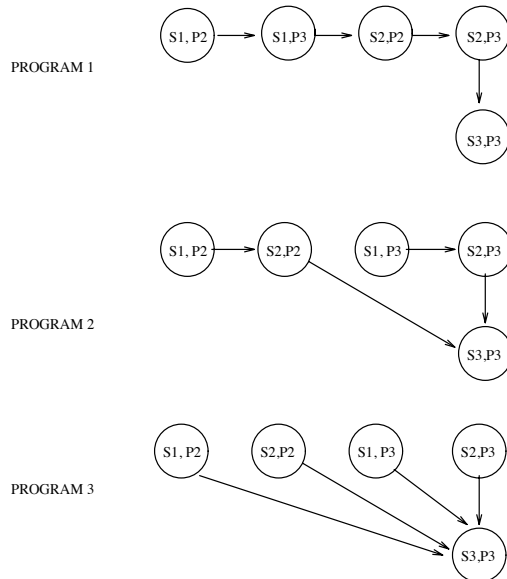 S1, P2
S1,P3
S2,P2
S2,P3
PROGRAM 1
S3,P3
S1, P2
S2,P2
S1, P3
S2,P3
PROGRAM 2
S3,P3
S1, P2
S2,P2
S1, P3
S2,P3
PROGRAM 3
S3,P3